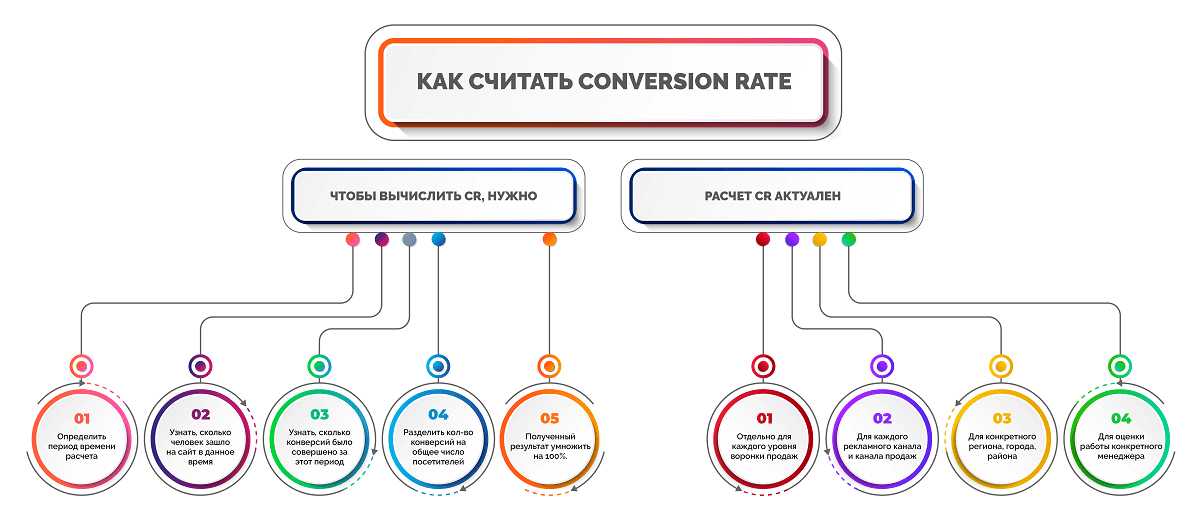 КАК СЧИТАТЬ CONVERSION RATE
ЧТОБЫ ВЫЧИСЛИТЬ CR, НУЖНО
РАСЧЕТ CR АКТУАЛЕН
01
Определить
период времени
расчета
02
Узнать, сколько
человек зашло
на сайт в данное
время
03
Узнать, сколько
конверсий было
совершено за
этот период
04
Разделить кол-во
конверсий на
общее число
посетителей
05
Полученный
результат умножить
на 100%.
01
Отдельно для
каждого уровня
воронки продаж
02
Для каждого
рекламного канала
и канала продаж
03
Для конкретного
региона, города,
района
04
Для оценки
работы конкретного
менеджера